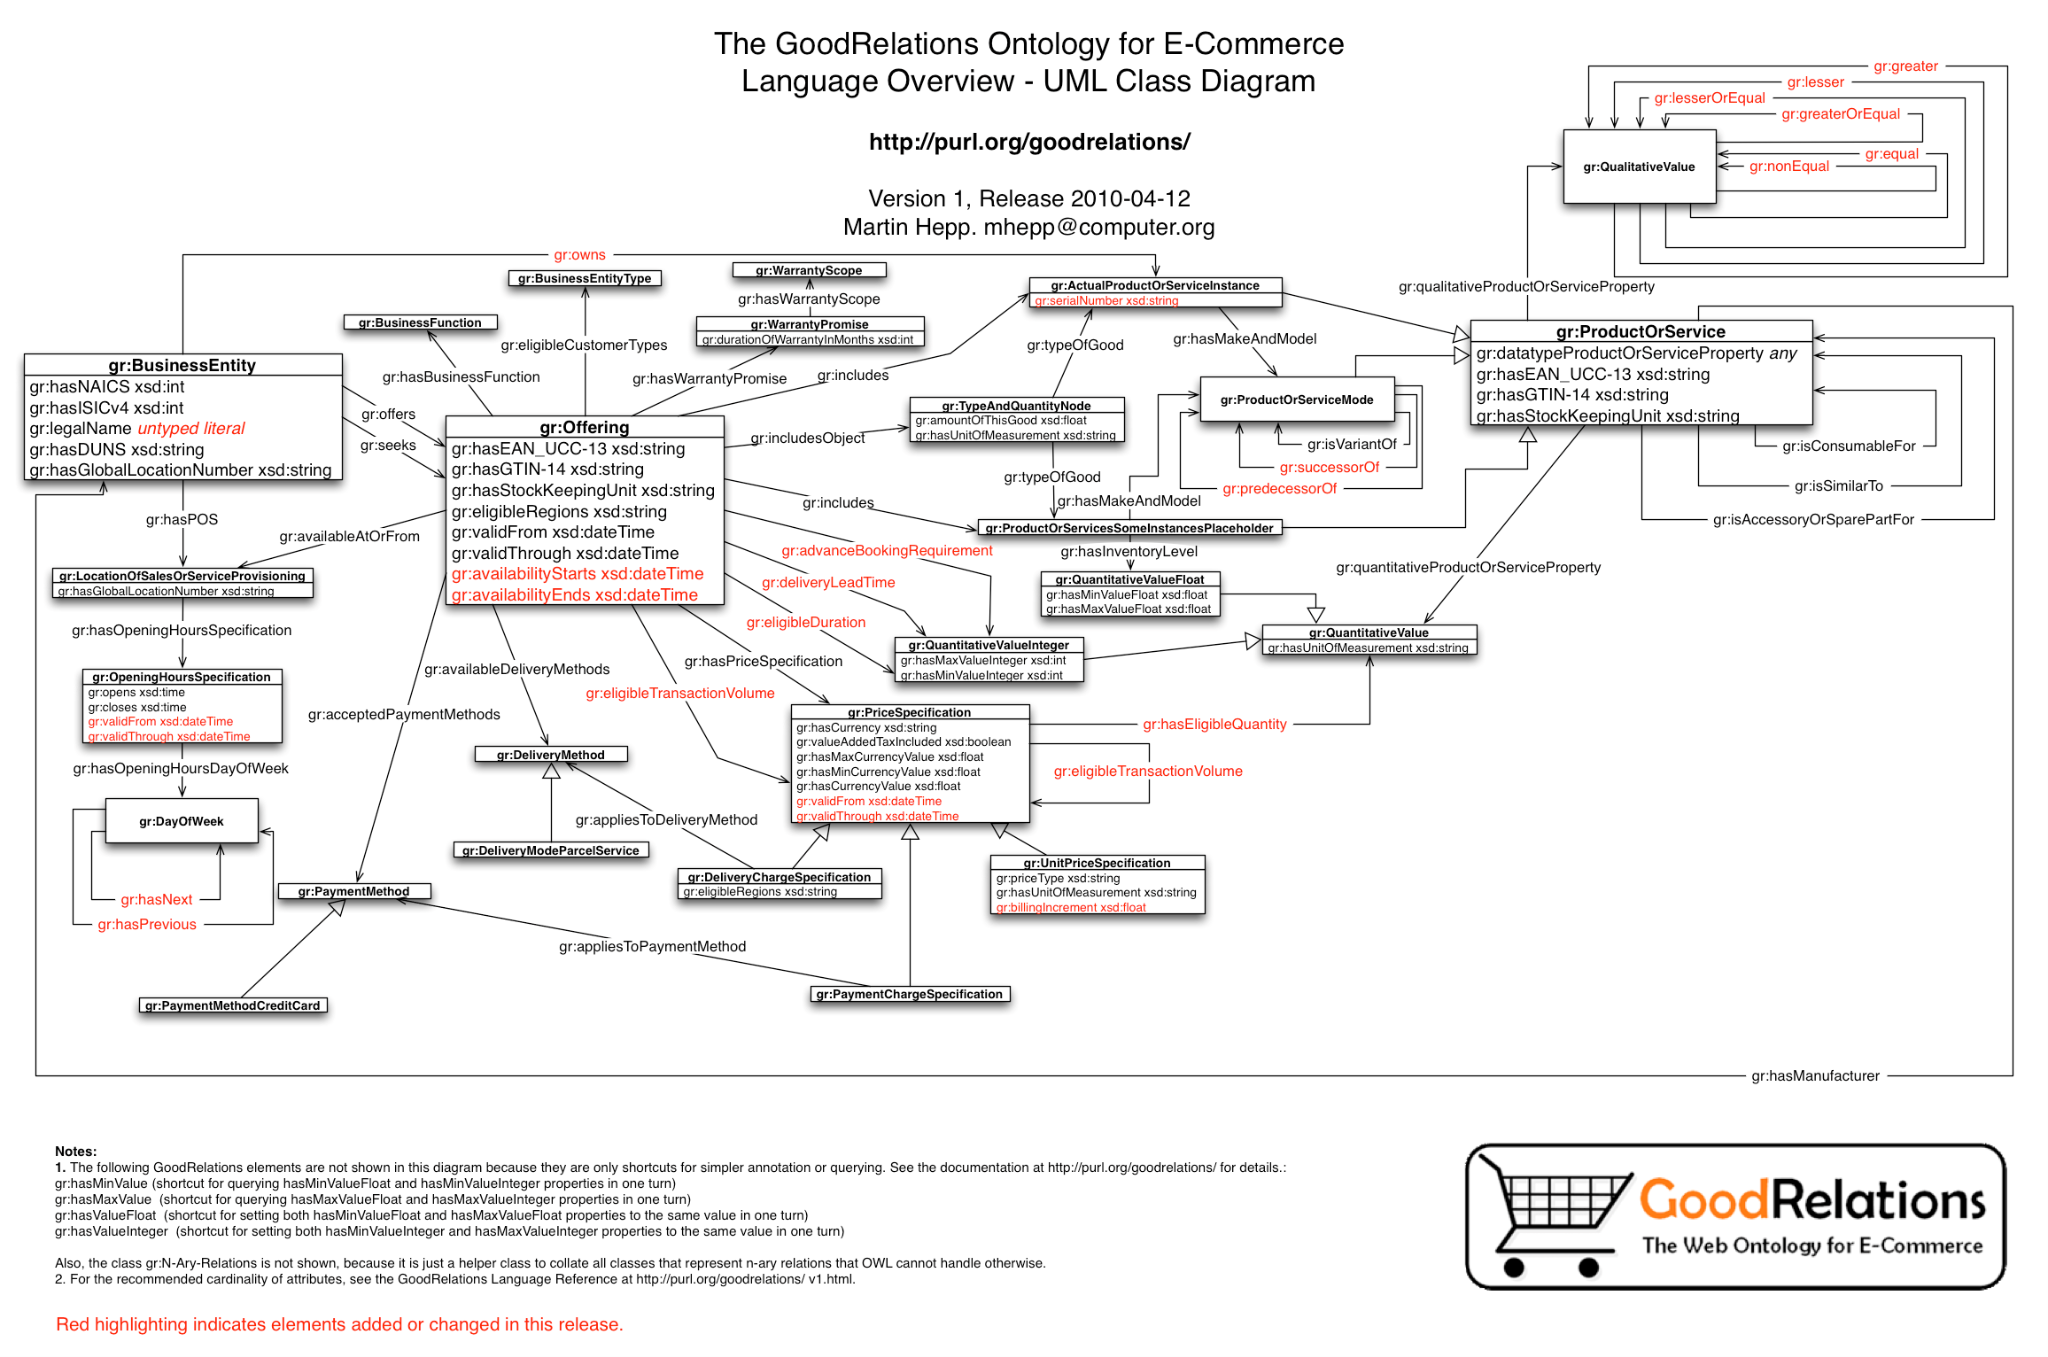 The GoodRelations Ontology for E-Commerce
Language Overview - UML Class Diagram
http://purl.org/goodrelations/
Version 1, Release 2010-04-12
Martin Hepp. mhepp@computer.org
gr:greater
gr:lesser
gr:lesserOrEqual
gr:greaterOrEqual
gr:QualitativeValue
gr:equal
gr:nonEqual
gr:owns
gr:BusinessEntityType
gr:WarrantyScope
gr:hasWarrantyScope
gr:ActualProductOrServiceInstance
gr:serialNumber xsd:string
gr:qualitativeProductOrServiceProperty
gr:BusinessFunction
gr:WarrantyPromise
gr:durationOfWarrantyInMonths xsd:int
gr:eligibleCustomerTypes
gr:typeOfGood
gr:hasMakeAndModel
gr:ProductOrService
gr:datatypeProductOrServiceProperty any
gr:hasEAN_UCC-13 xsd:string
gr:hasGTIN-14 xsd:string
gr:hasStockKeepingUnit xsd:string
gr:BusinessEntity
gr:hasNAICS xsd:int
gr:hasISICv4 xsd:int
gr:legalName untyped literal
gr:hasDUNS xsd:string
gr:hasGlobalLocationNumber xsd:string
gr:hasBusinessFunction
gr:hasWarrantyPromise
gr:includes
gr:offers
gr:seeks
gr:Offering
gr:hasEAN_UCC-13 xsd:string
gr:hasGTIN-14 xsd:string
gr:hasStockKeepingUnit xsd:string
gr:eligibleRegions xsd:string
gr:validFrom xsd:dateTime
gr:validThrough xsd:dateTime
gr:availabilityStarts xsd:dateTime
gr:availabilityEnds xsd:dateTime
gr:includesObject
gr:TypeAndQuantityNode
gr:amountOfThisGood xsd:float
gr:hasUnitOfMeasurement xsd:string
gr:ProductOrServiceMode
gr:isVariantOf
gr:successorOf
gr:predecessorOf
gr:isConsumableFor
gr:isSimilarTo
gr:isAccessoryOrSparePartFor
gr:typeOfGood
gr:hasMakeAndModel
gr:includes
gr:ProductOrServicesSomeInstancesPlaceholder
gr:hasPOS
gr:availableAtOrFrom
gr:advanceBookingRequirement
gr:hasInventoryLevel
gr:LocationOfSalesOrServiceProvisioning
gr:hasGlobalLocationNumber xsd:string
gr:deliveryLeadTime
gr:QuantitativeValueFloat
gr:hasMinValueFloat xsd:float
gr:hasMaxValueFloat xsd:float
gr:quantitativeProductOrServiceProperty
gr:eligibleDuration
gr:hasOpeningHoursSpecification
gr:QuantitativeValueInteger
gr:hasMaxValueInteger xsd:int
gr:hasMinValueInteger xsd:int
gr:QuantitativeValue
gr:hasUnitOfMeasurement xsd:string
gr:OpeningHoursSpecification
gr:opens xsd:time
gr:closes xsd:time
gr:validFrom xsd:dateTime
gr:validThrough xsd:dateTime
gr:availableDeliveryMethods
gr:hasPriceSpecification
gr:eligibleTransactionVolume
gr:acceptedPaymentMethods
gr:PriceSpecification
gr:hasCurrency xsd:string
gr:valueAddedTaxIncluded xsd:boolean
gr:hasMaxCurrencyValue xsd:float
gr:hasMinCurrencyValue xsd:float
gr:hasCurrencyValue xsd:float
gr:validFrom xsd:dateTime
gr:validThrough xsd:dateTime
gr:hasEligibleQuantity
gr:eligibleTransactionVolume
gr:DeliveryMethod
gr:hasOpeningHoursDayOfWeek
gr:DayOfWeek
gr:hasNext
gr:hasPrevious
gr:appliesToDeliveryMethod
gr:DeliveryModeParcelService
gr:DeliveryChargeSpecification
gr:eligibleRegions xsd:string
gr:UnitPriceSpecification
gr:priceType xsd:string
gr:hasUnitOfMeasurement xsd:string
gr:billingIncrement xsd:float
gr:PaymentMethod
gr:appliesToPaymentMethod
gr:PaymentMethodCreditCard
gr:PaymentChargeSpecification
gr:hasManufacturer
Notes:
1. The following GoodRelations elements are not shown in this diagram because they are only shortcuts for simpler annotation or querying. See the documentation at http://purl.org/goodrelations/ for details.:
gr:hasMinValue (shortcut for querying hasMinValueFloat and hasMinValueInteger properties in one turn)
gr:hasMaxValue (shortcut for querying hasMaxValueFloat and hasMaxValueInteger properties in one turn)
gr:hasValueFloat (shortcut for setting both hasMinValueFloat and hasMaxValueFloat properties to the same value in one turn)
gr:hasValueInteger (shortcut for setting both hasMinValueInteger and hasMaxValueInteger properties to the same value in one turn)
Also, the class gr:N-Ary-Relations is not shown, because it is just a helper class to collate all classes that represent n-ary relations that OWL cannot handle otherwise.
2. For the recommended cardinality of attributes, see the GoodRelations Language Reference at http://purl.org/goodrelations/ v1.html.
Red highlighting indicates elements added or changed in this release.
GoodRelations
The Web Ontology for E-Commerce